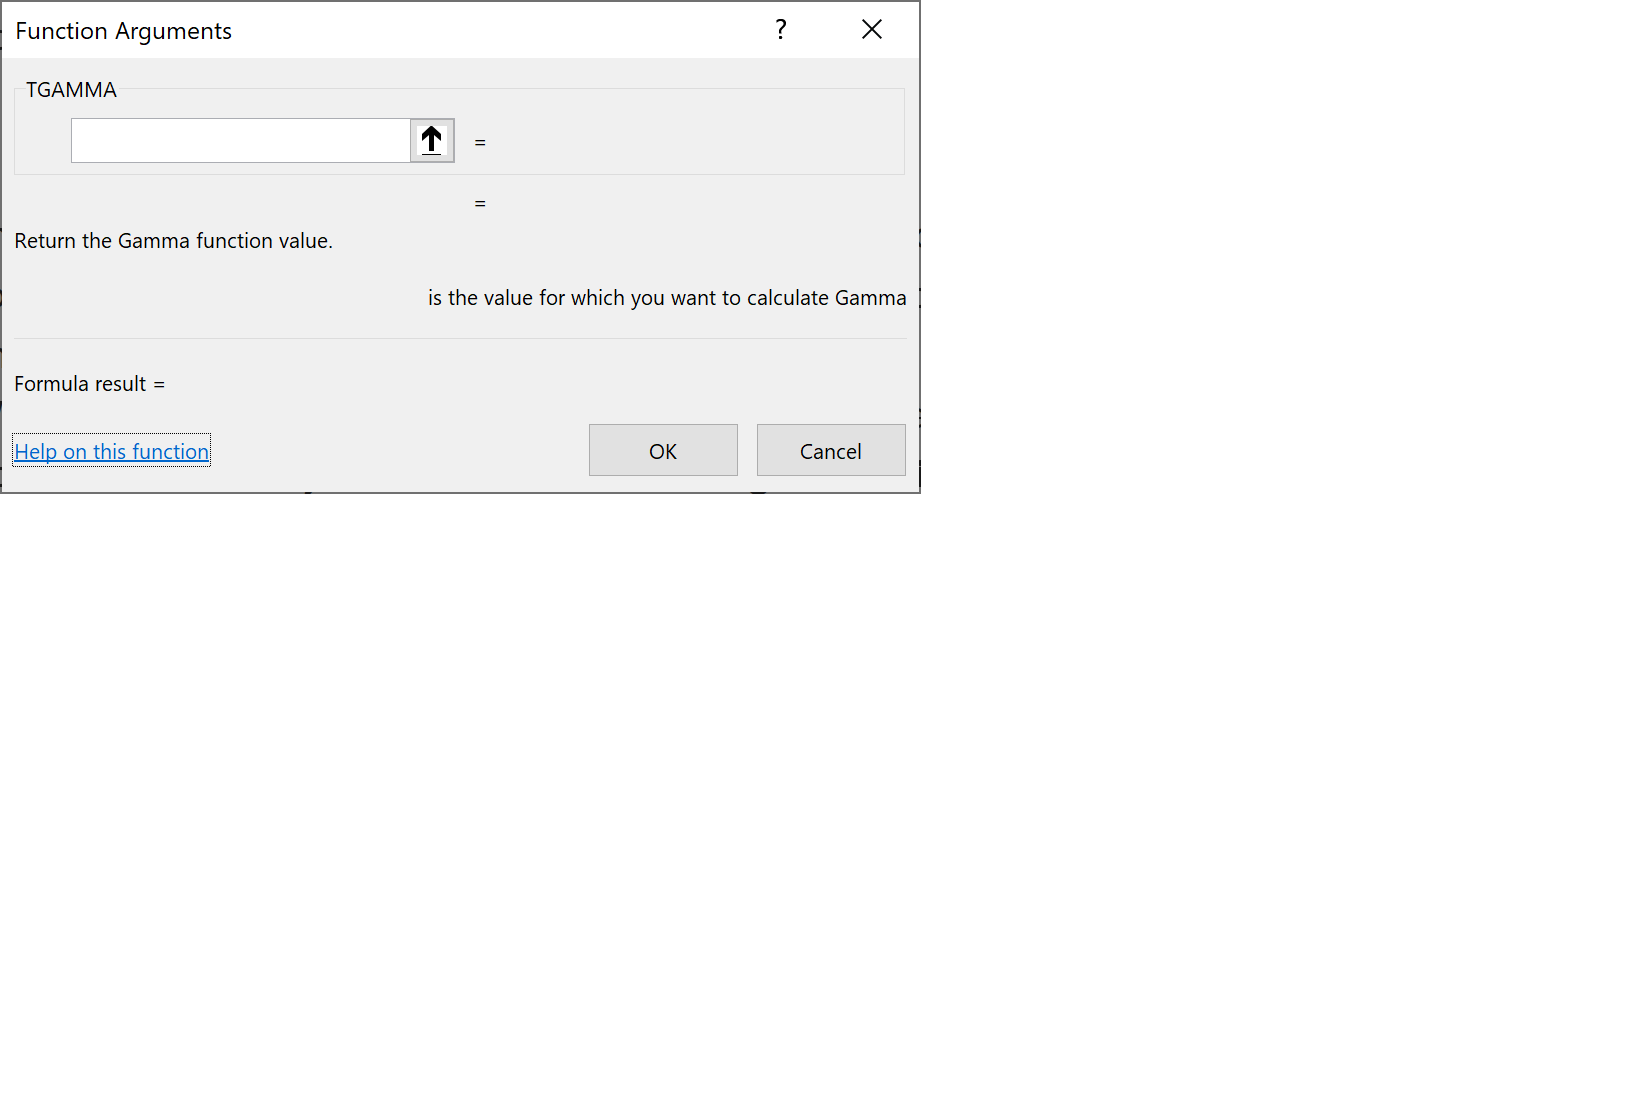 Function Arguments ?
TGAMMA
=
=
Return the Gamma function value.
is the value for which you want to calculate Gamma
Formula result =
Help on this function OK Cancel